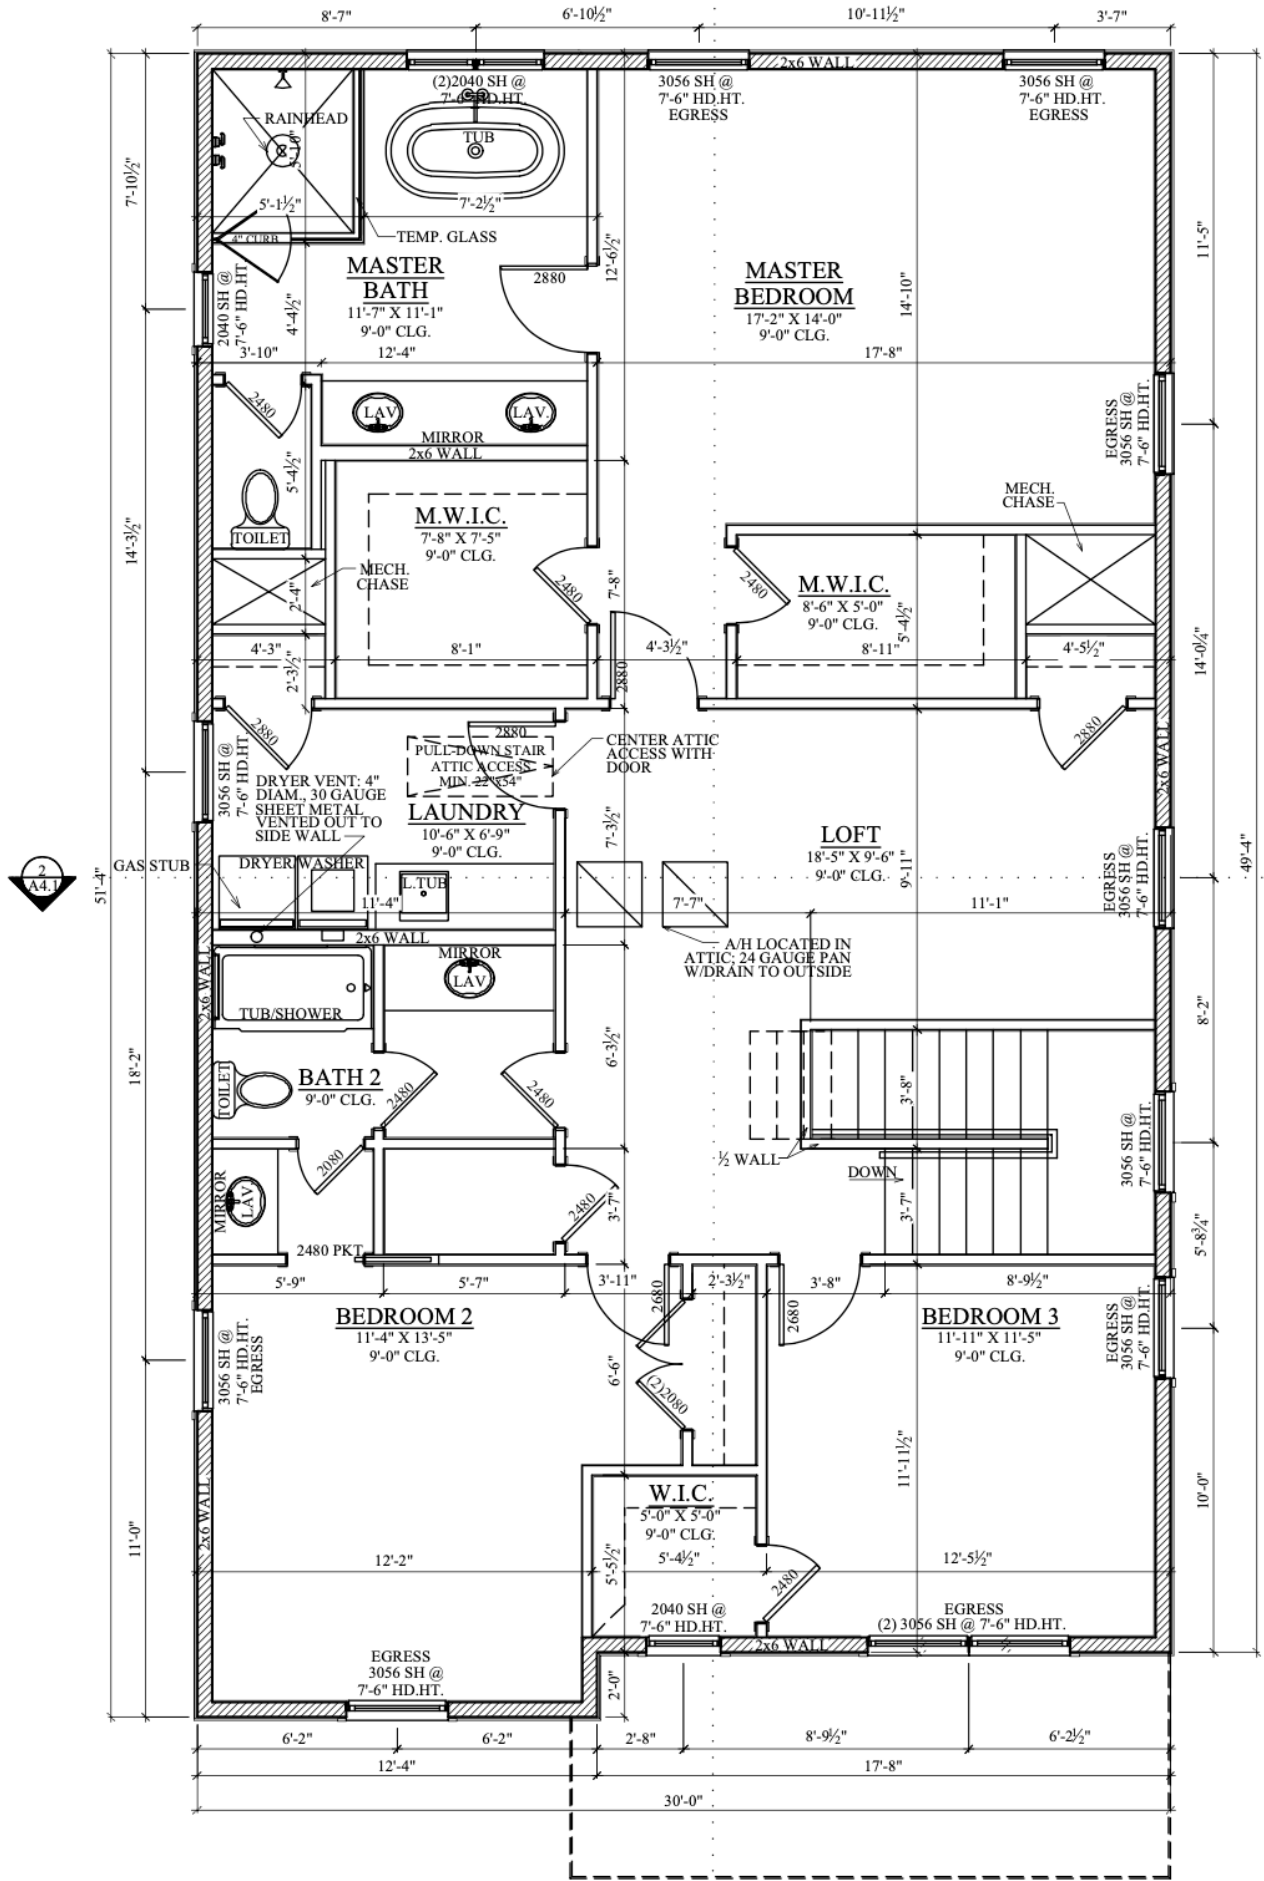 8'-7"
6'-10½"
10'-11½"
3'-7"
2x6 WALL
(2)2040 SH @
7'-6" HD.HT.
3056 SH @
7'-6" HD.HT.
EGRESS
3056 SH @
7'-6" HD.HT.
EGRESS
RAINHEAD
5'-10"
TUB
5'-1½"
7'-2½"
4" CURB
TEMP. GLASS
7'-10½"
2040 SH @
7'-6" HD.HT.
4'-4½"
MASTER
BATH
11'-7" X 11'-1"
9'-0" CLG.
2880
12'-6½"
MASTER
BEDROOM
17'-2" X 14'-0"
9'-0" CLG.
14'-10"
11'-5"
3'-10"
12'-4"
17'-8"
2480
LAV
LAV.
MIRROR
2x6 WALL
EGRESS
3056 SH @
7'-6" HD.HT.
5'-4½"
TOILET
M.W.I.C.
7'-8" X 7'-5"
9'-0" CLG.
MECH.
CHASE
14'-3½"
MECH.
CHASE
2'-4"
2480
7'-8"
2480
M.W.I.C.
8'-6" X 5'-0"
9'-0" CLG.
5'-4½"
4'-3"
8'-1"
4'-3½"
8'-11"
4'-5½"
14'-0¼"
2'-3½"
2880
2880
2880
2880
2x6 WALL
3056 SH @
7'-6" HD.HT.
PULL-DOWN STAIR
ATTIC ACCESS
MIN. 22"x54"
CENTER ATTIC
ACCESS WITH
DOOR
DRYER VENT: 4"
DIAM., 30 GAUGE
SHEET METAL
VENTED OUT TO
SIDE WALL
LAUNDRY
10'-6" X 6'-9"
9'-0" CLG.
7'-3½"
LOFT
18'-5" X 9'-6"
9'-0" CLG.
9'-11"
EGRESS
3056 SH @
7'-6" HD.HT.
49'-4"
2
A4.1
51'-4"
GAS STUB
DRYER
WASHER
L.TUB
11'-4"
7'-7"
11'-1"
2x6 WALL
2x6 WALL
MIRROR
LAV
A/H LOCATED IN
ATTIC; 24 GAUGE PAN
W/DRAIN TO OUTSIDE
TUB/SHOWER
8'-2"
18'-2"
6'-3½"
TOILET
BATH 2
9'-0" CLG.
2480
2480
3'-8"
3056 SH @
7'-6" HD.HT.
½ WALL
DOWN
2080
MIRROR
LAV.
2480
3'-7"
3'-7"
5'-8¾"
2480 PKT.
5'-9"
5'-7"
3'-11"
2'-3½"
3'-8"
8'-9½"
2680
2680
BEDROOM 2
11'-4" X 13'-5"
9'-0" CLG.
BEDROOM 3
11'-11" X 11'-5"
9'-0" CLG.
EGRESS
3056 SH @
7'-6" HD.HT.
3056 SH @
7'-6" HD.HT.
EGRESS
6'-6"
(2)2080
11'-11½"
10'-0"
11'-0"
2x6 WALL
W.I.C.
5'-0" X 5'-0"
9'-0" CLG.
5'-5½"
12'-2"
5'-4½"
12'-5½"
2480
2040 SH @
7'-6" HD.HT.
EGRESS
(2) 3056 SH @ 7'-6" HD.HT.
2x6 WALL
EGRESS
3056 SH @
7'-6" HD.HT.
2'-0"
6'-2"
6'-2"
2'-8"
8'-9½"
6'-2½"
12'-4"
17'-8"
30'-0"